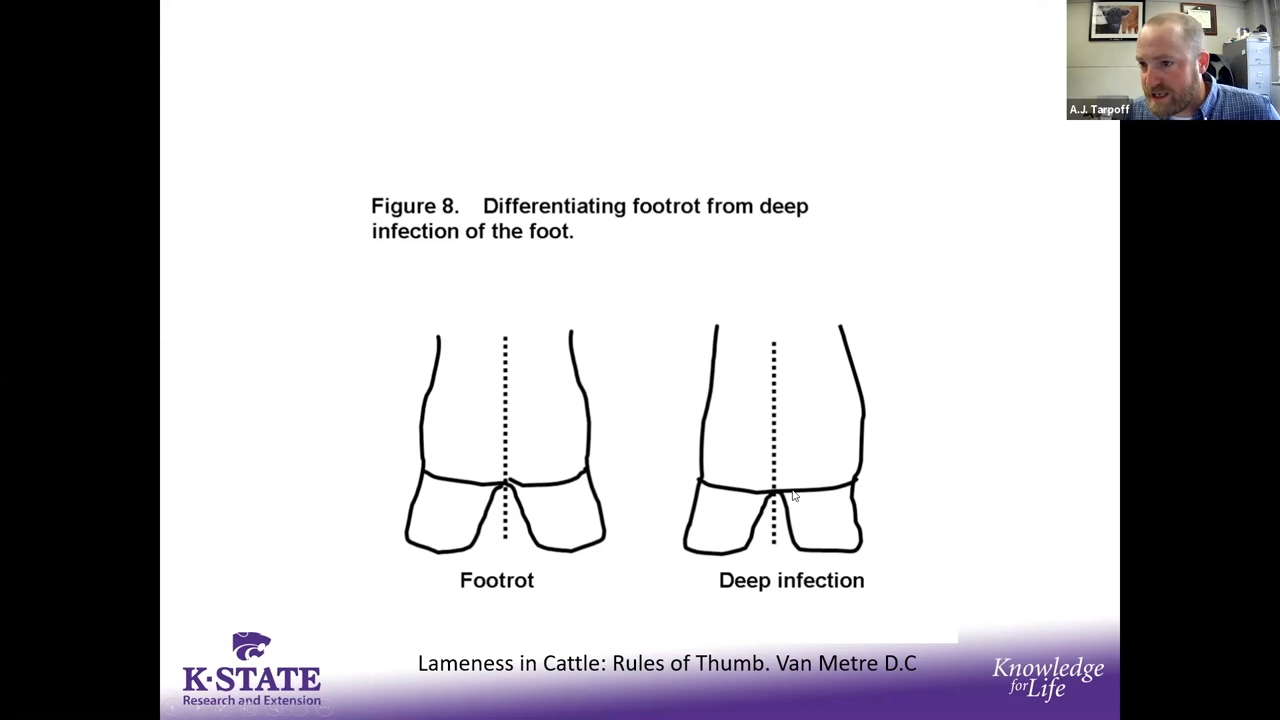 A.J. Tarpoff
Figure 8. Differentiating footrot from deep
infection of the foot.
Footrot
Deep infection
Lameness in Cattle: Rules of Thumb. Van Metre D.C
K-STATE
Research and Extension
Knowledge
for Life